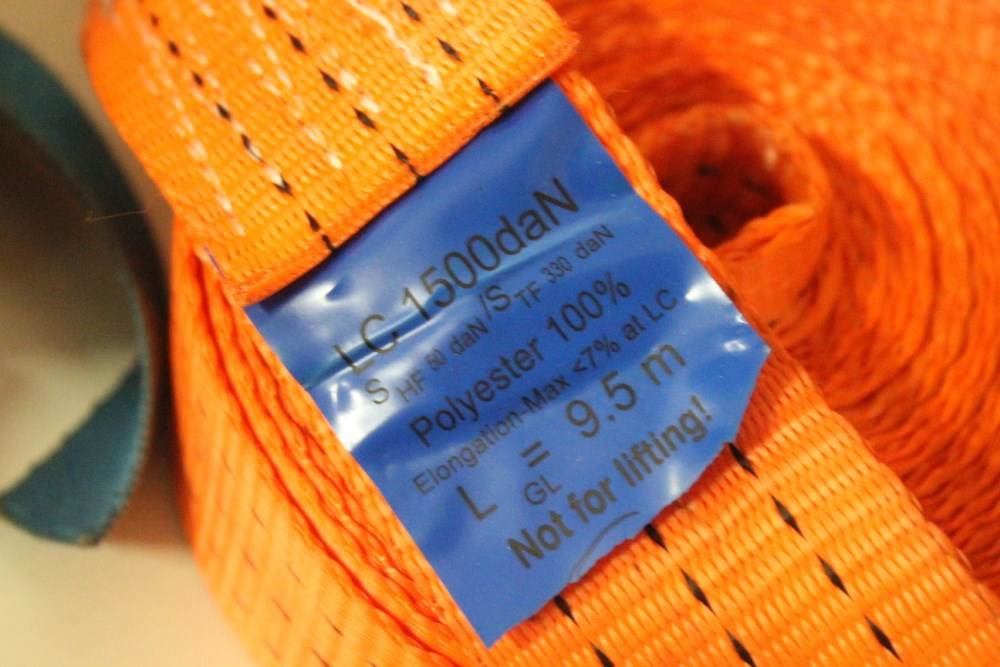 LC 1500daN
SHF 50 daN/STF 330 daN
Polyester 100%
Elongation-Max <7% at LC
LGL = 9.5 m
Not for lifting!